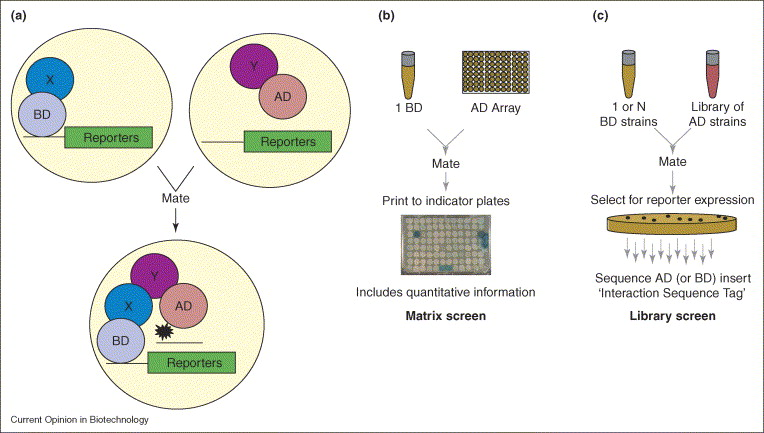 (a)
X
BD
Reporters
Y
AD
Reporters
Mate
Y
X
AD
BD
Reporters
(b)
1 BD
AD Array
Mate
Print to indicator plates
Includes quantitative information
Matrix screen
(c)
1 or N
BD strains
Library of
AD strains
Mate
Select for reporter expression
Sequence AD (or BD) insert
‘Interaction Sequence Tag’
Library screen
Current Opinion in Biotechnology